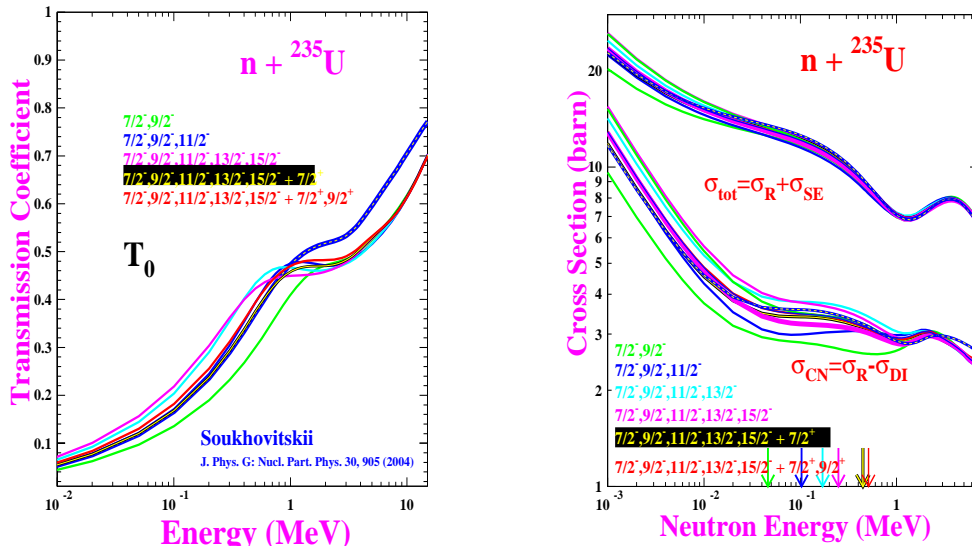 n + ²³⁵U
Transmission Coefficient
1
0.9
0.8
0.7
0.6
0.5
0.4
0.3
0.2
0.1
7/2⁻,9/2⁻
7/2⁻,9/2⁻,11/2⁻
7/2⁻,9/2⁻,11/2⁻,13/2⁻,15/2⁻
7/2⁻,9/2⁻,11/2⁻,13/2⁻,15/2⁻ + 7/2⁺
7/2⁻,9/2⁻,11/2⁻,13/2⁻,15/2⁻ + 7/2⁺,9/2⁺
T₀
Soukhovitskii
J. Phys. G: Nucl. Part. Phys. 30, 905 (2004)
10⁻² 10⁻¹ 1 10
Energy (MeV)
n + ²³⁵U
Cross Section (barn)
20
10
9
8
7
6
5
4
3
2
1
σtot=σR+σSE
σCN=σR-σDI
7/2⁻,9/2⁻
7/2⁻,9/2⁻,11/2⁻
7/2⁻,9/2⁻,11/2⁻,13/2⁻
7/2⁻,9/2⁻,11/2⁻,13/2⁻,15/2⁻
7/2⁻,9/2⁻,11/2⁻,13/2⁻,15/2⁻ + 7/2⁺
7/2⁻,9/2⁻,11/2⁻,13/2⁻,15/2⁻ + 7/2⁺,9/2⁺
10⁻³ 10⁻² 10⁻¹ 1
Neutron Energy (MeV)